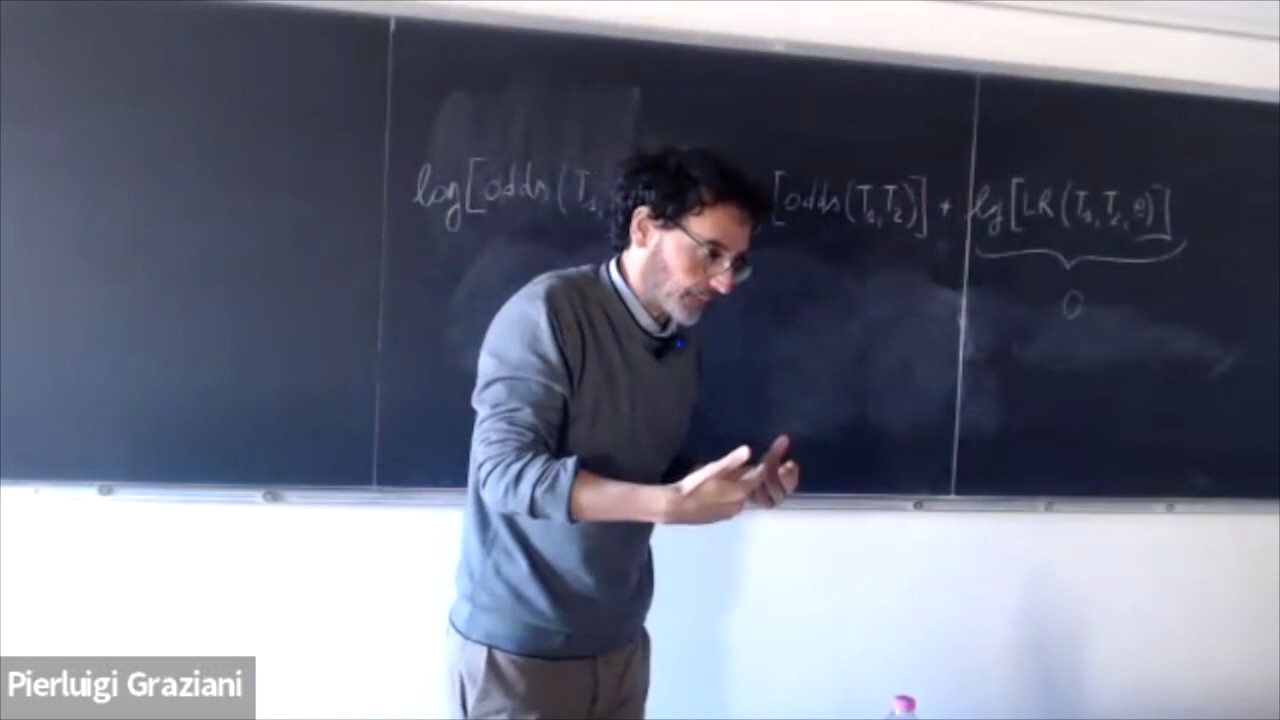 log[odds(T₁, [odds(T₁,T₂)] + log[LR(T₁,T₂,e)]
0
Pierluigi Graziani